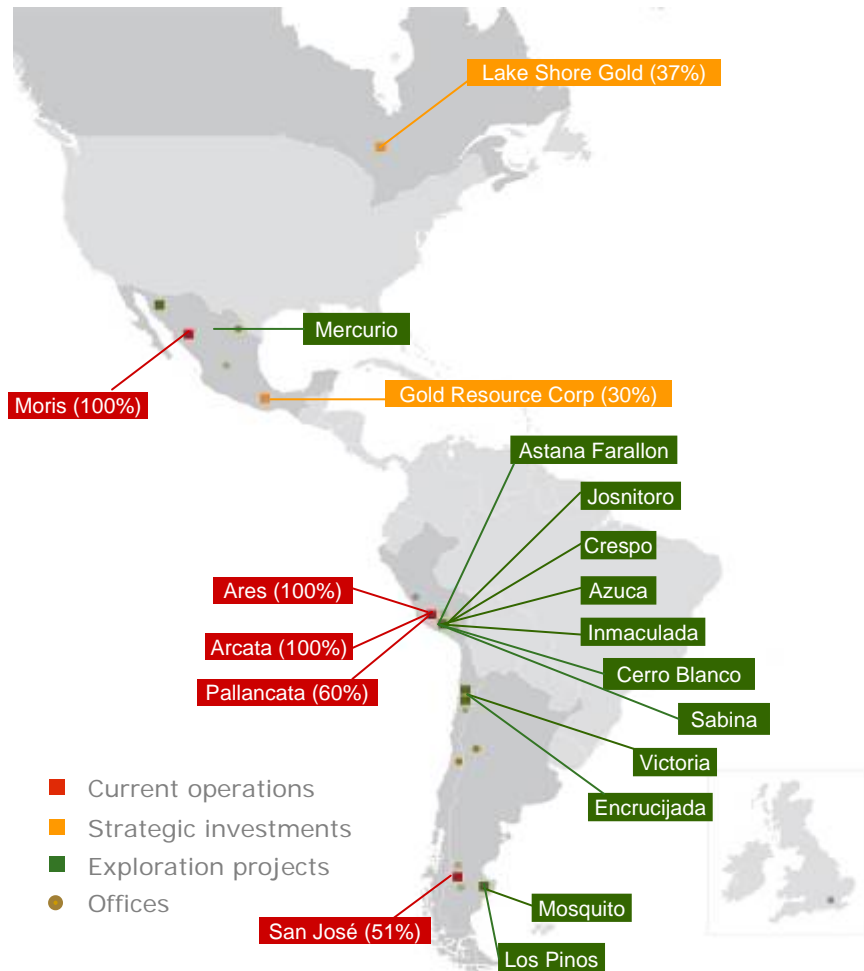 Lake Shore Gold (37%)
Mercurio
Moris (100%)
Gold Resource Corp (30%)
Astana Farallon
Josnitoro
Crespo
Ares (100%)
Azuca
Inmaculada
Arcata (100%)
Cerro Blanco
Pallancata (60%)
Sabina
Victoria
Encrucijada
Current operations
Strategic investments
Exploration projects
Offices
Mosquito
San José (51%)
Los Pinos